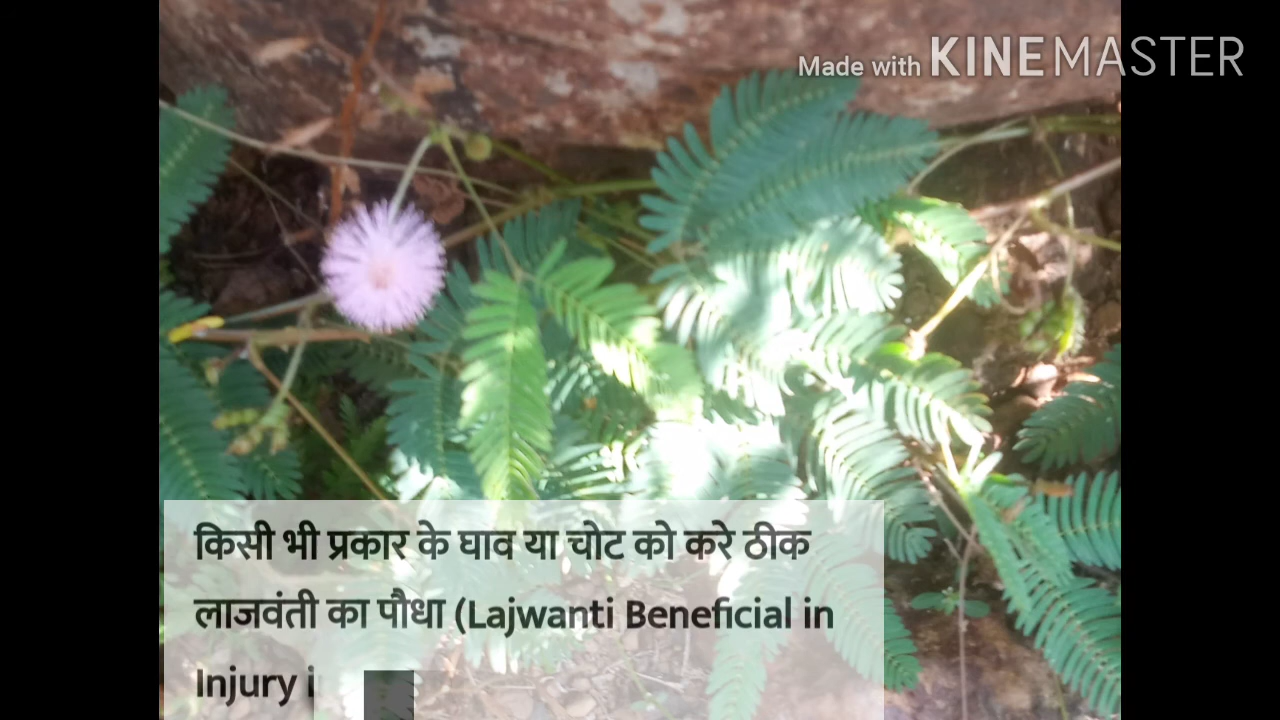 Made with KINEMASTER
किसी भी प्रकार के घाव या चोट को करे ठीक
लाजवंती का पौधा (Lajwanti Beneficial in
Injury i